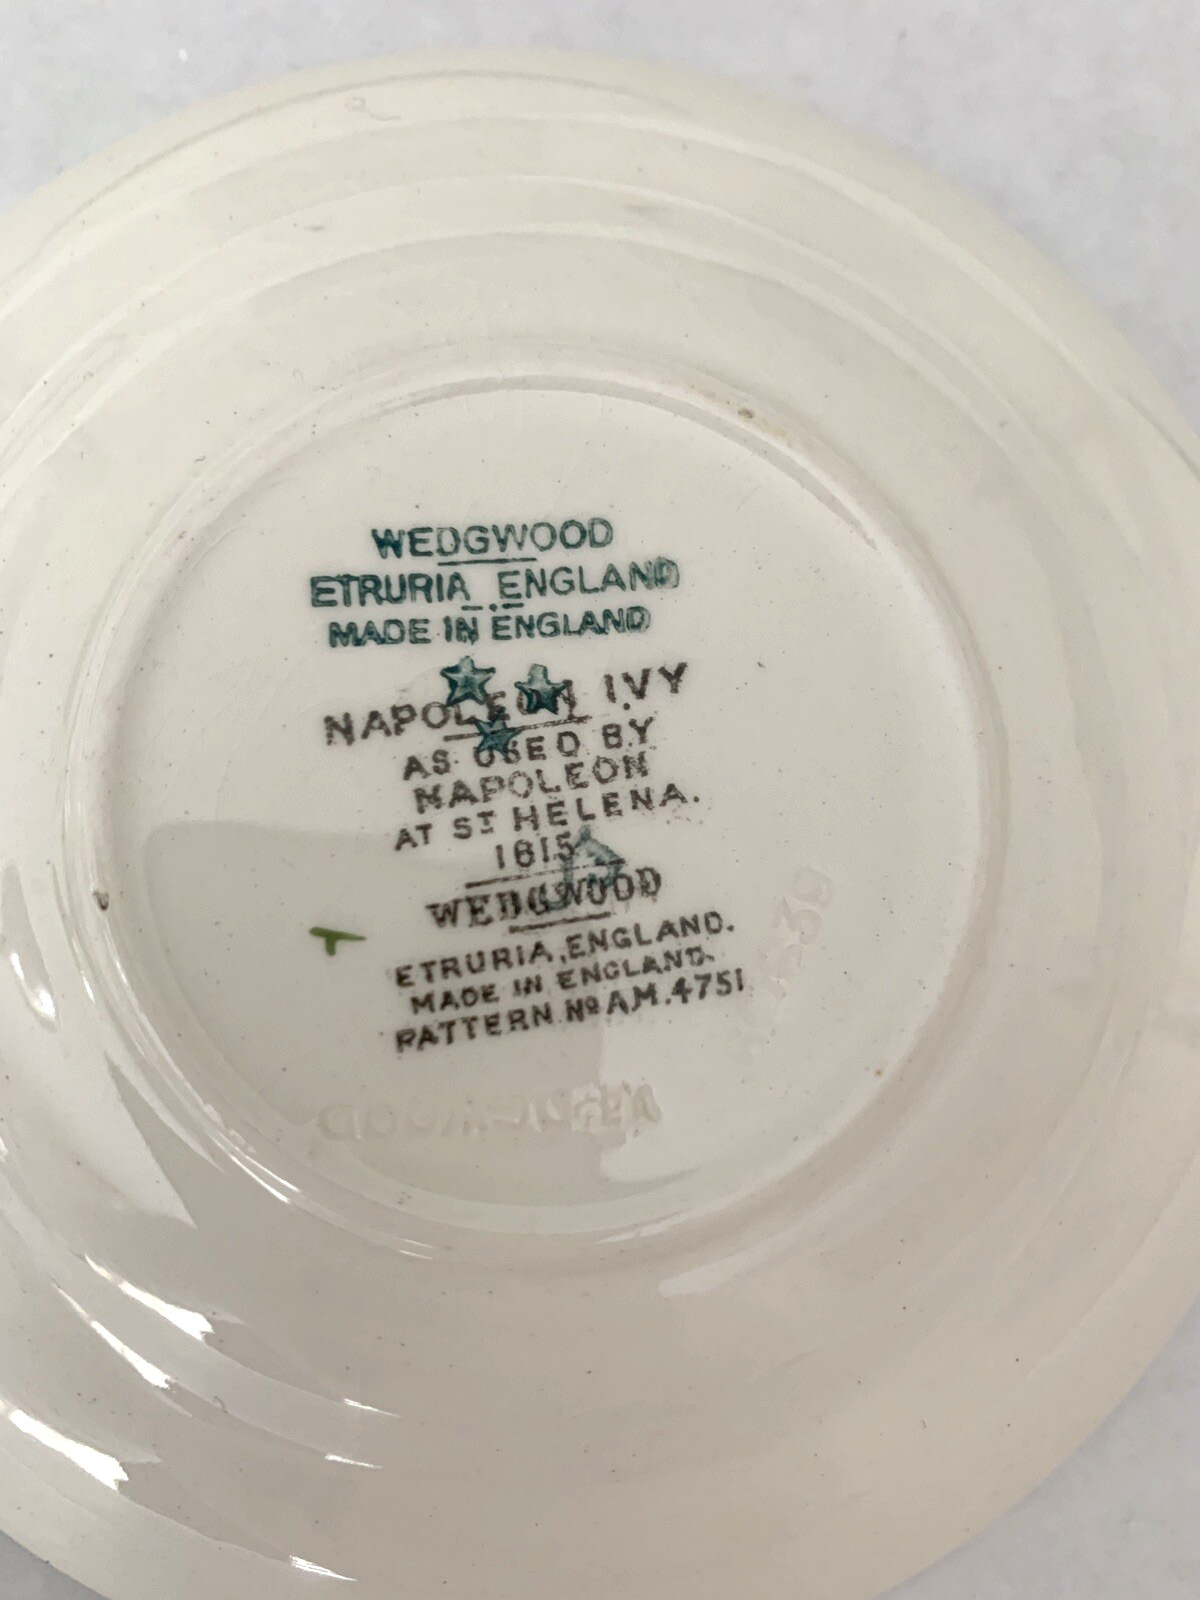 WEDGWOOD
ETRURIA ENGLAND
MADE IN ENGLAND
NAPOLEON IVY
AS USED BY
NAPOLEON
AT ST HELENA.
1815
WEDGWOOD
ETRURIA, ENGLAND.
MADE IN ENGLAND.
PATTERN No A.M.4751
WEDGWOOD